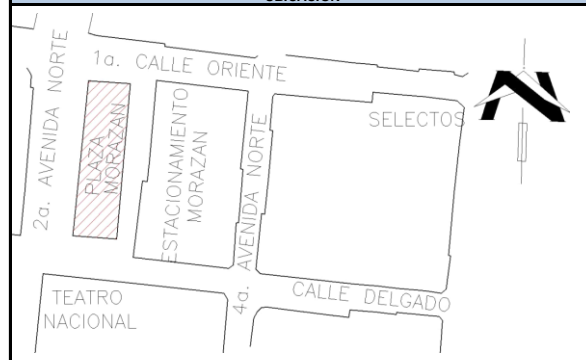 1a. CALLE ORIENTE
2a. AVENIDA NORTE
PLAZA
MORAZAN
ESTACIONAMIENTO
MORAZAN
4a. AVENIDA NORTE
SELECTOS
TEATRO
NACIONAL
CALLE DELGADO